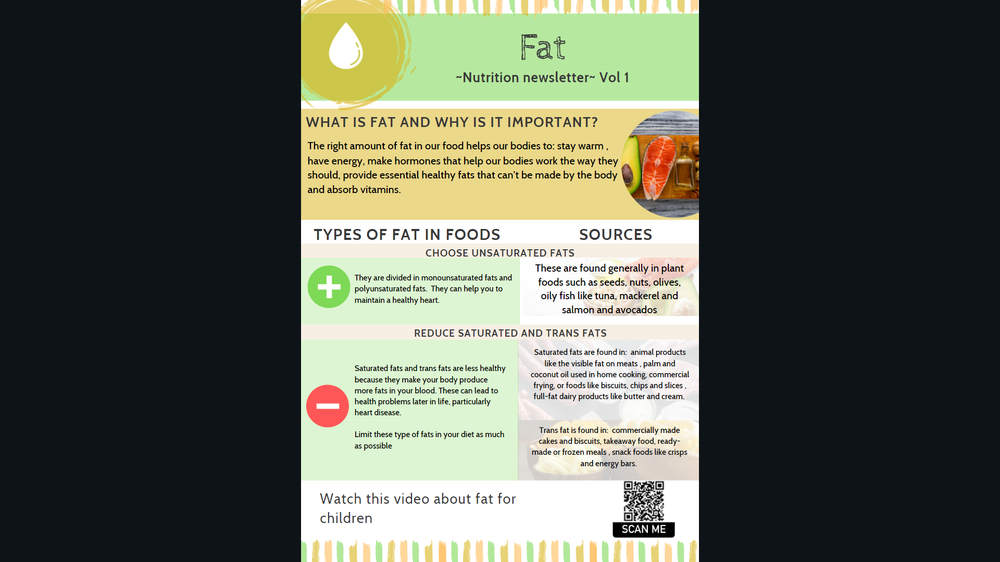 Fat
~Nutrition newsletter~ Vol 1
WHAT IS FAT AND WHY IS IT IMPORTANT?
The right amount of fat in our food helps our bodies to: stay warm ,
have energy, make hormones that help our bodies work the way they
should, provide essential healthy fats that can't be made by the body
and absorb vitamins.
TYPES OF FAT IN FOODS
SOURCES
CHOOSE UNSATURATED FATS
They are divided in monounsaturated fats and
polyunsaturated fats.  They can help you to
maintain a healthy heart.
These are found generally in plant
foods such as seeds, nuts, olives,
oily fish like tuna, mackerel and
salmon and avocados
REDUCE SATURATED AND TRANS FATS
Saturated fats and trans fats are less healthy
because they make your body produce
more fats in your blood. These can lead to
health problems later in life, particularly
heart disease.
Limit these type of fats in your diet as much
as possible
Saturated fats are found in:  animal products
like the visible fat on meats , palm and
coconut oil used in home cooking, commercial
frying, or foods like biscuits, chips and slices ,
full-fat dairy products like butter and cream.
Trans fat is found in:  commercially made
cakes and biscuits, takeaway food, ready-
made or frozen meals , snack foods like crisps
and energy bars.
Watch this video about fat for
children
SCAN ME